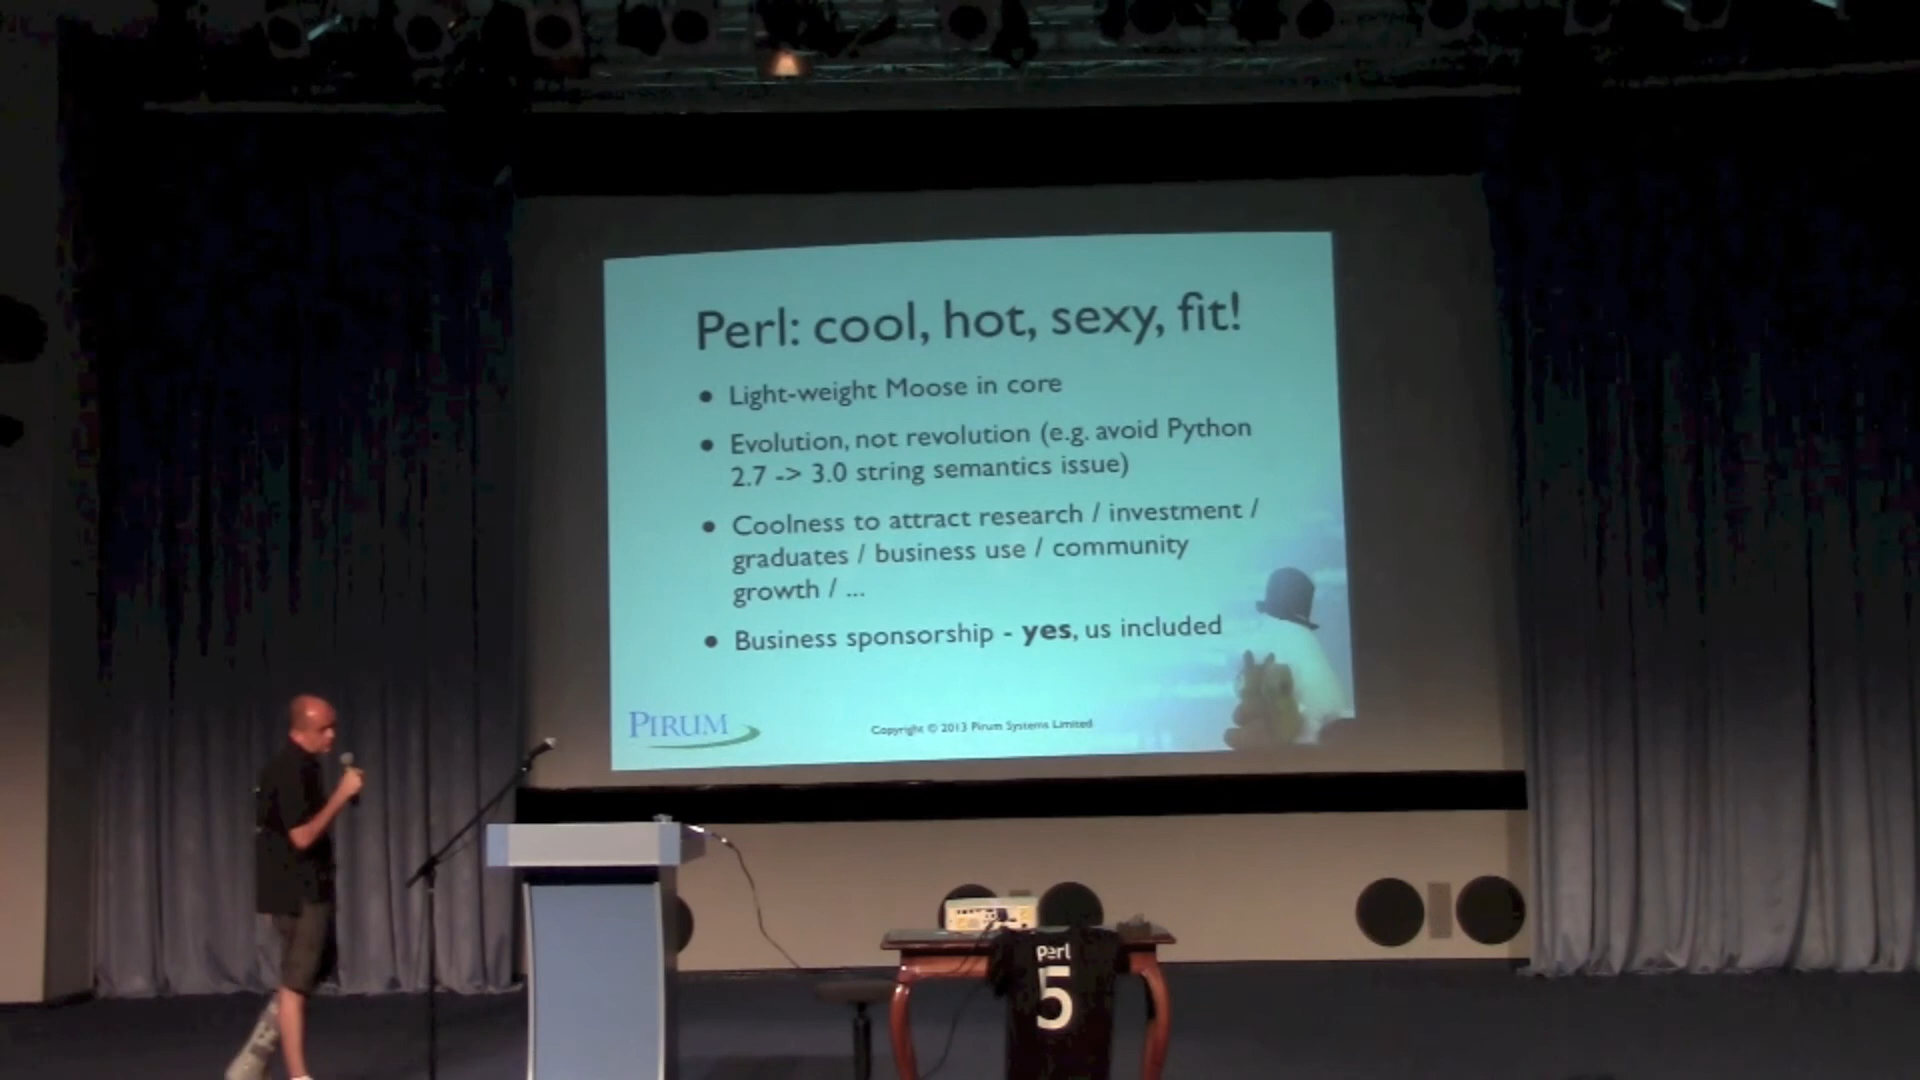 Perl: cool, hot, sexy, fit!
• Light-weight Moose in core
• Evolution, not revolution (e.g. avoid Python
2.7 -> 3.0 string semantics issue)
• Coolness to attract research / investment /
graduates / business use / community
growth / ...
• Business sponsorship - yes, us included
PIRUM
Copyright © 2013 Pirum Systems Limited
perl
5